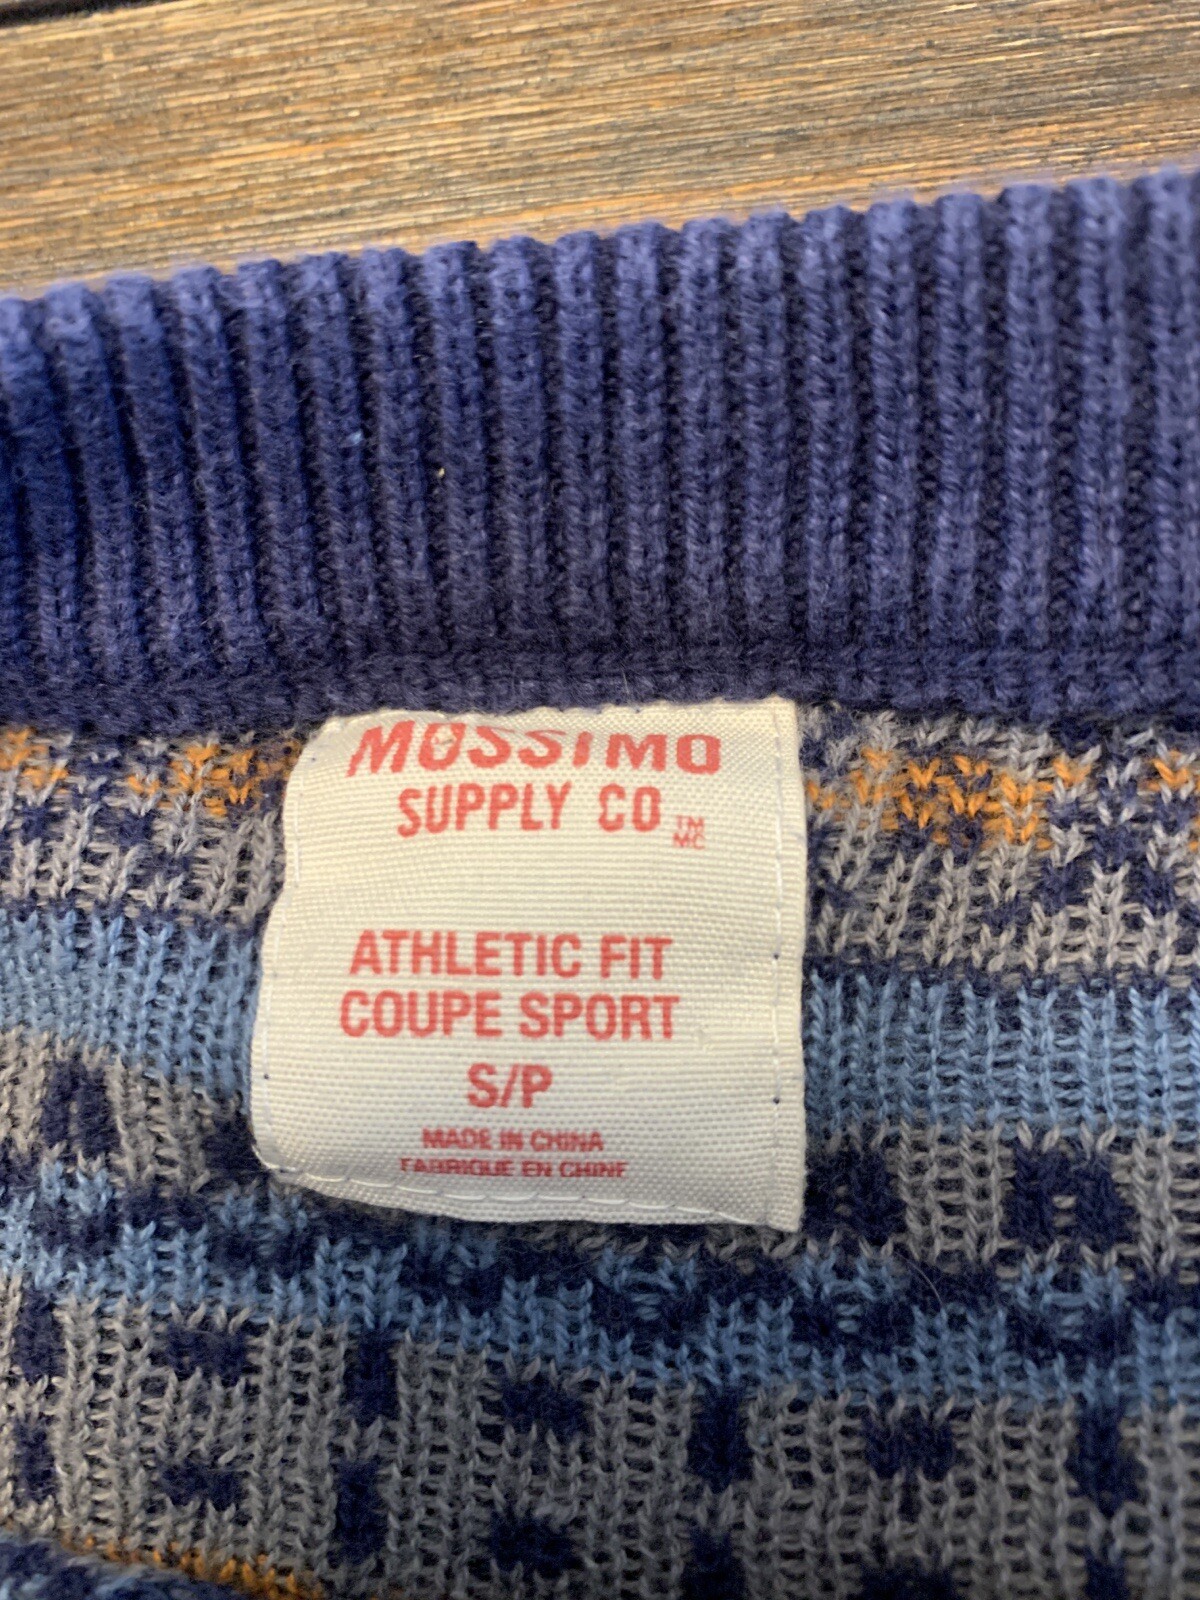 MOSSIMO
SUPPLY CO TM MC
ATHLETIC FIT
COUPE SPORT
S/P
MADE IN CHINA
FABRIQUE EN CHINE